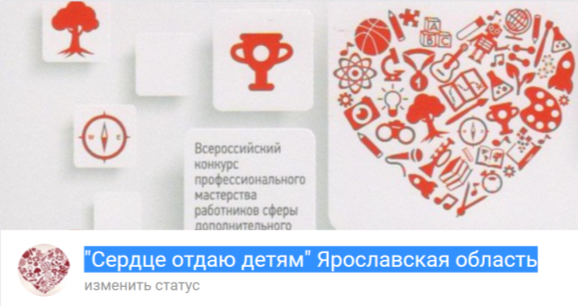 Всероссийский
конкурс
профессионального
мастерства
работников сферы
дополнительного
"Сердце отдаю детям" Ярославская область
изменить статус